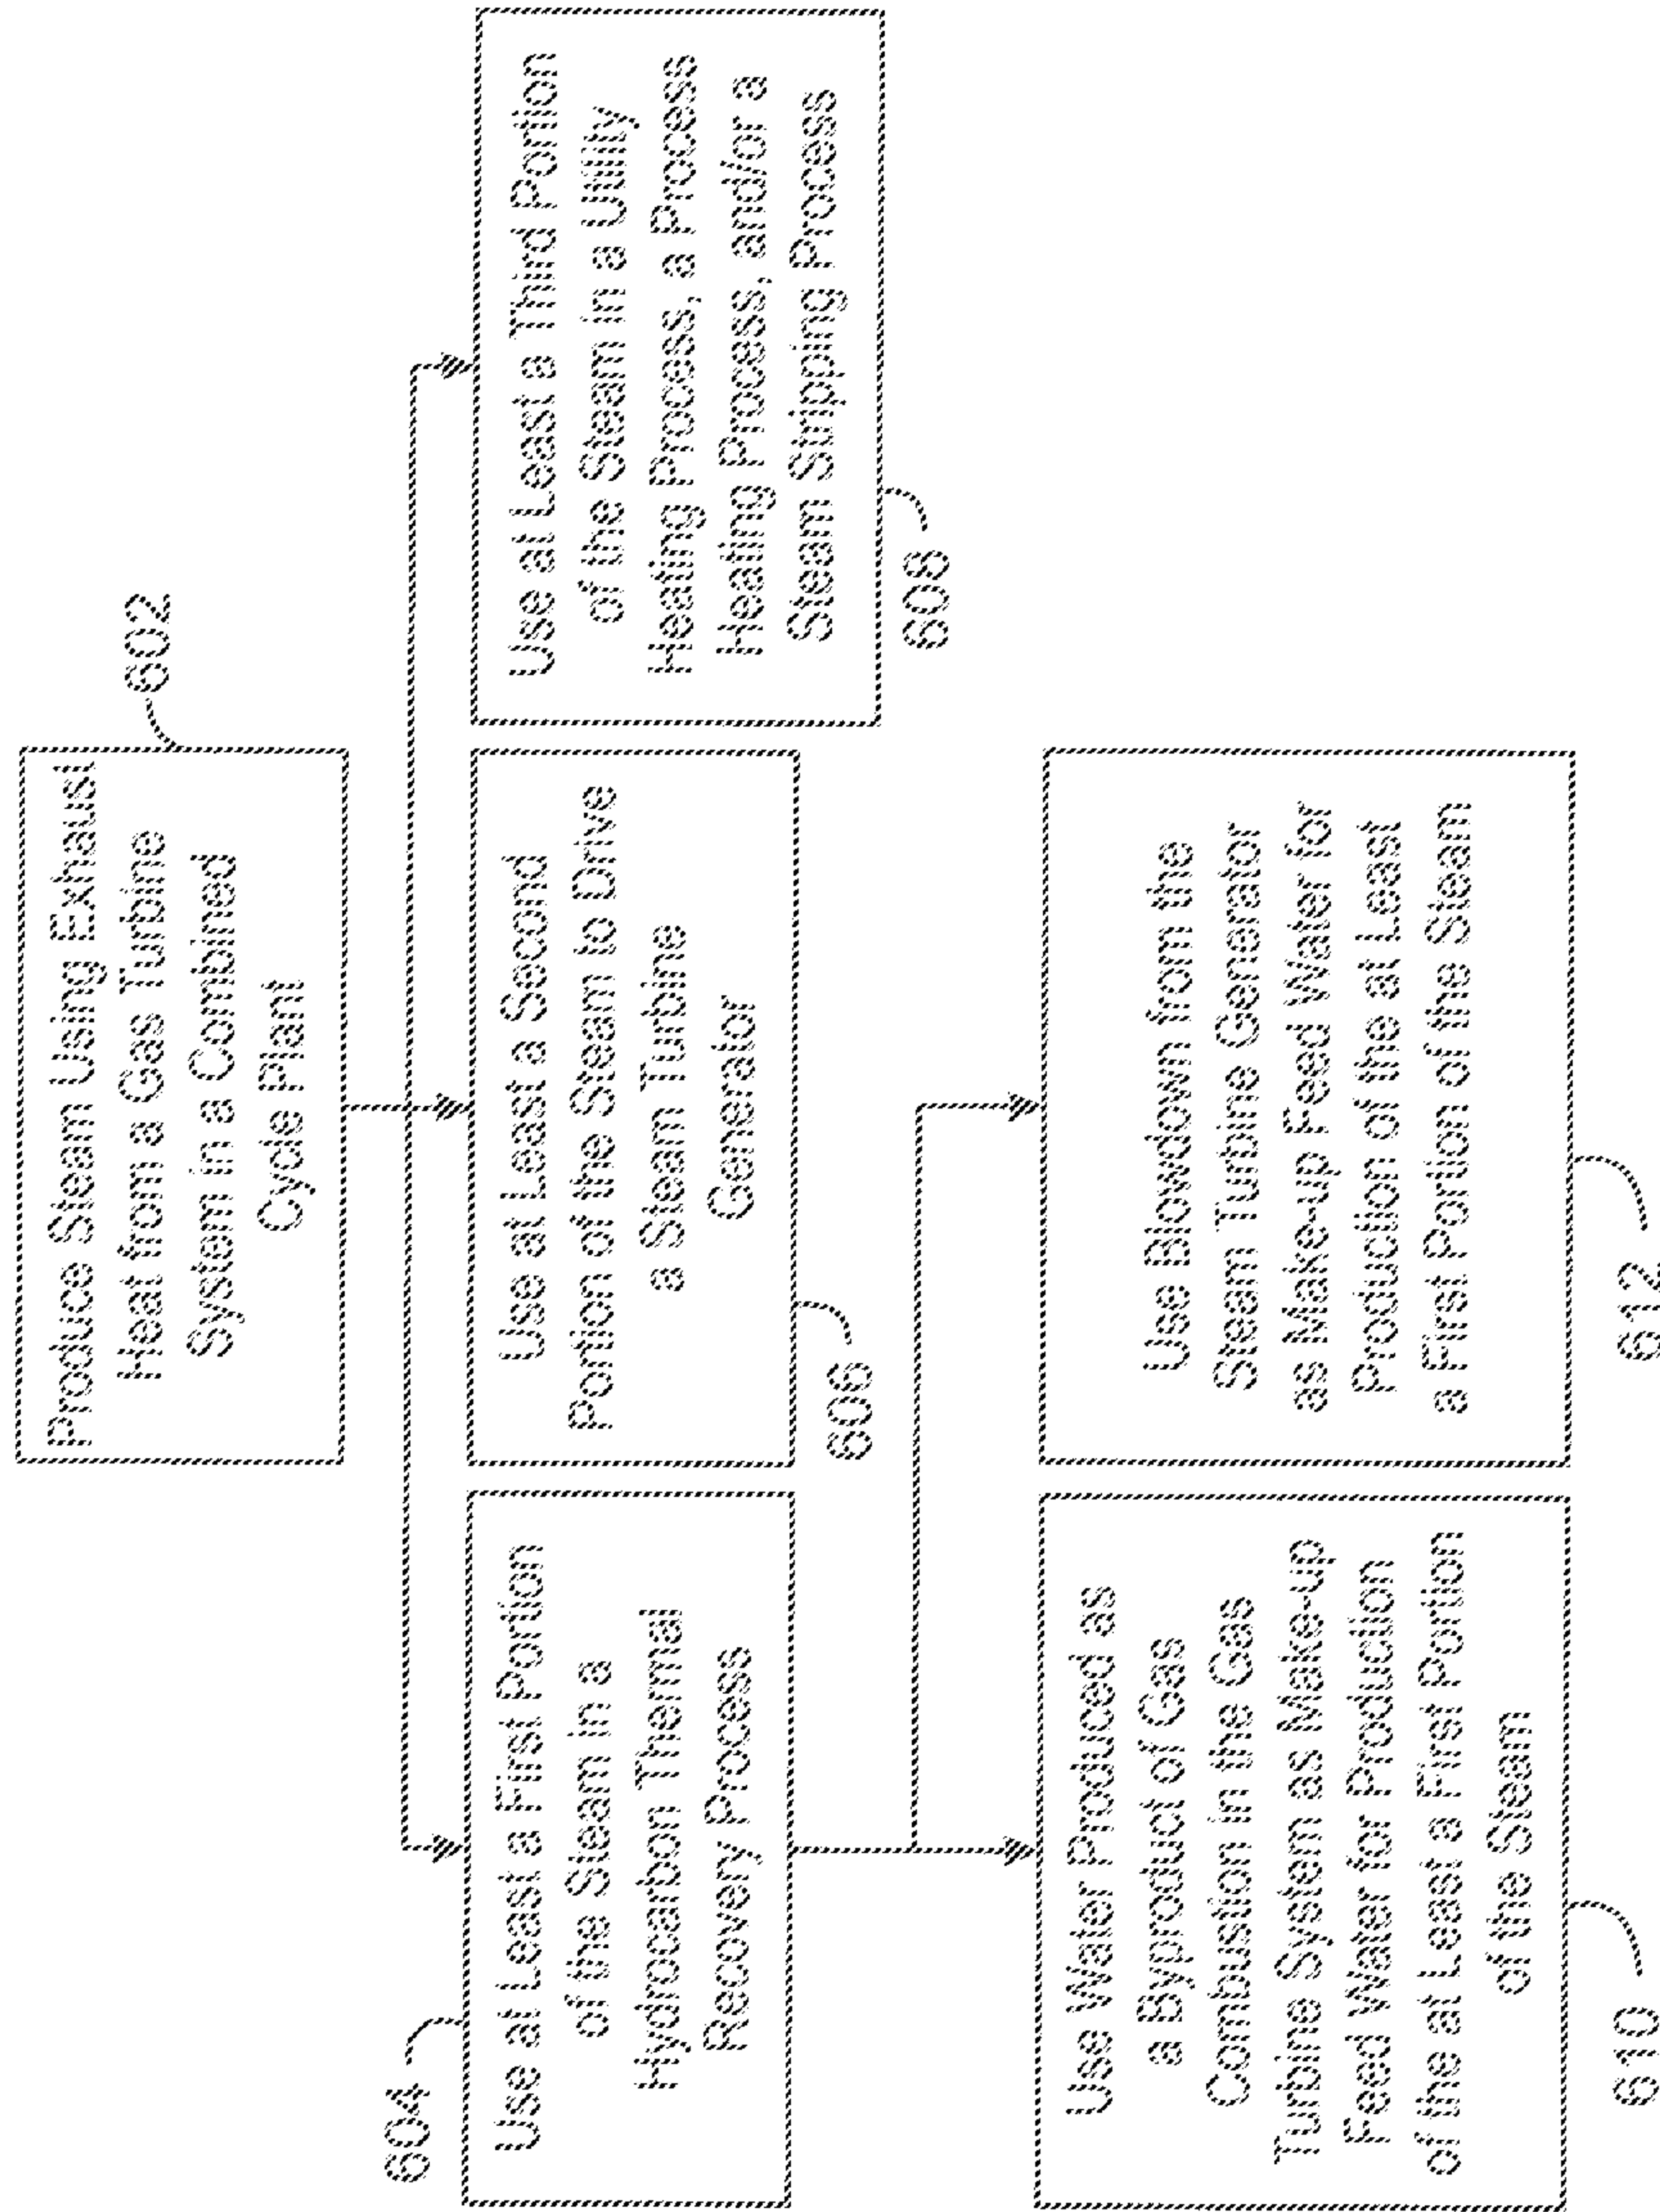 Produce Steam Using Exhaust
Heat from a Gas Turbine
System in a Combined
Cycle Plant
602
604
Use at Least a First Portion
of the Steam in a
Hydrocarbon Thermal
Recovery Process
Use at Least a Second
Portion of the Steam to Drive
a Steam Turbine
Generator
606
Use at Least a Third Portion
of the Steam in a Utility
Heating Process, a Process
Heating Process, and/or a
Steam Stripping Process
608
Use Water Produced as
a Byproduct of Gas
Combustion in the Gas
Turbine System as Make-up
Feed Water for Production
of the at Least a First Portion
of the Steam
610
Use Blowdown from the
Steam Turbine Generator
as Make-up Feed Water for
Production of the at Least
a First Portion of the Steam
612